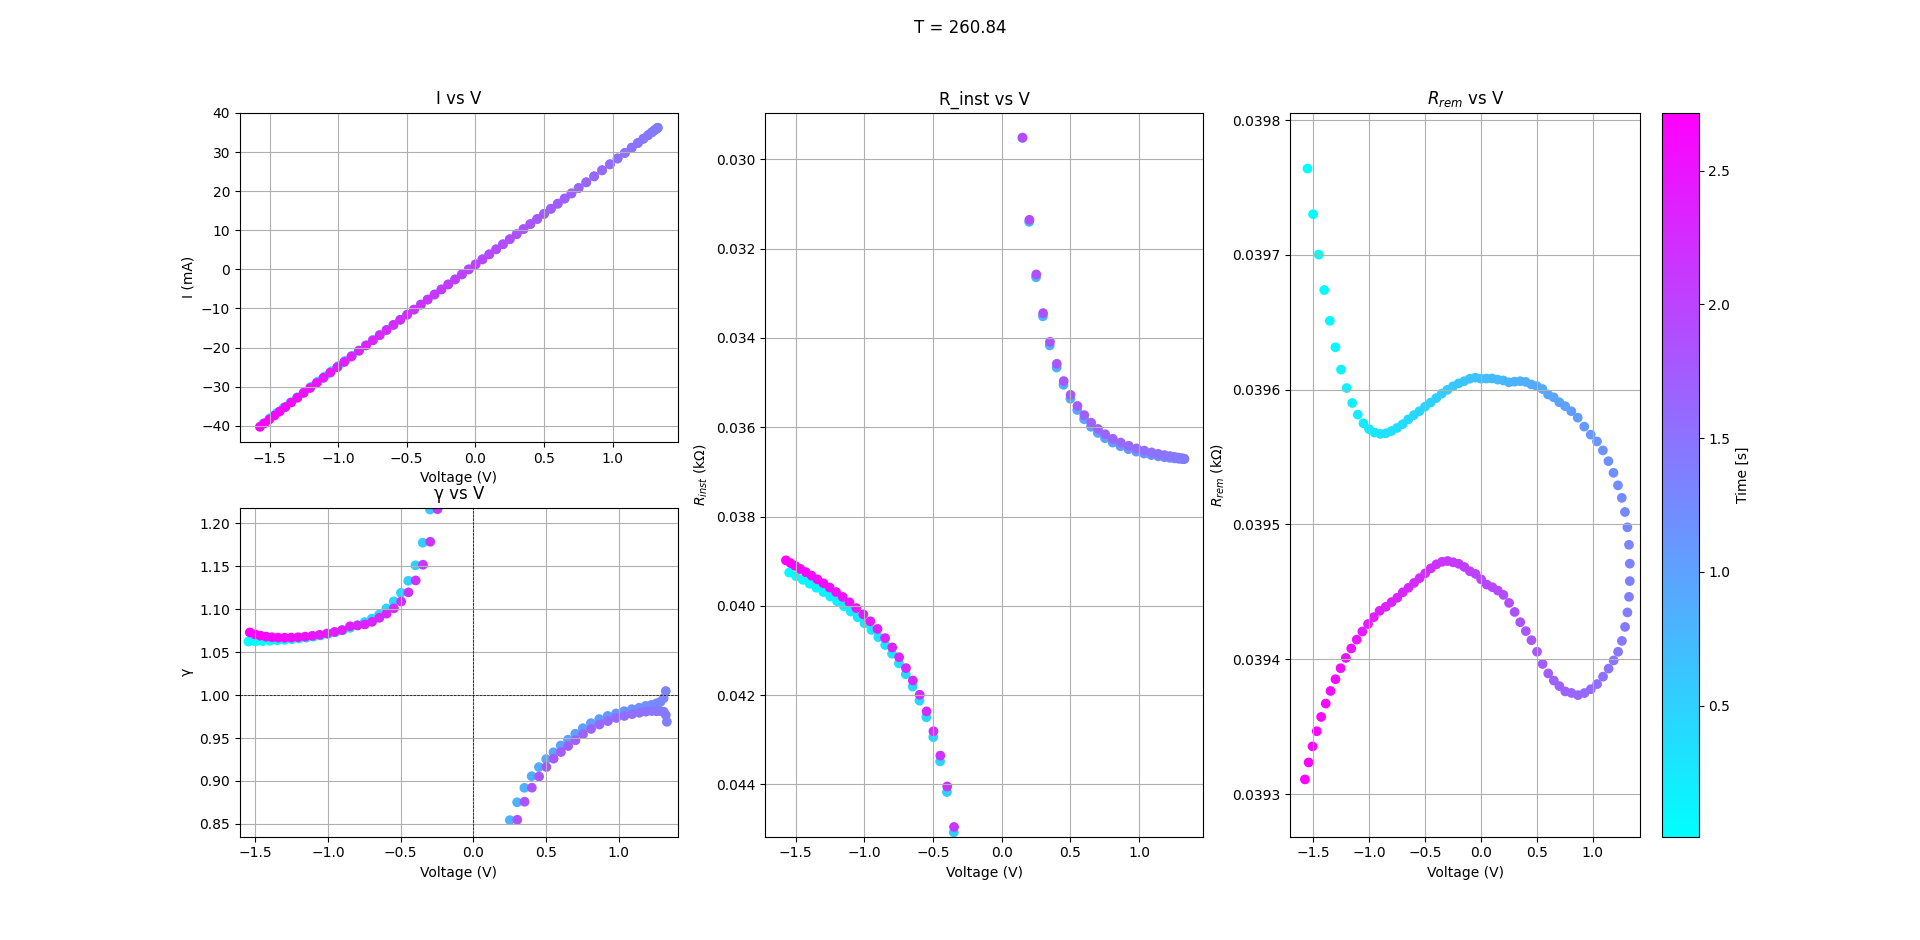 T = 260.84
I vs V
40
30
20
10
0
−10
−20
−30
−40
I (mA)
−1.5 −1.0 −0.5 0.0 0.5 1.0
Voltage (V)
γ vs V
1.20
1.15
1.10
1.05
1.00
0.95
0.90
0.85
γ
−1.5 −1.0 −0.5 0.0 0.5 1.0
Voltage (V)
R_inst vs V
0.030
0.032
0.034
0.036
0.038
0.040
0.042
0.044
R_inst (kΩ)
−1.5 −1.0 −0.5 0.0 0.5 1.0
Voltage (V)
R_rem vs V
0.0398
0.0397
0.0396
0.0395
0.0394
0.0393
R_rem (kΩ)
−1.5 −1.0 −0.5 0.0 0.5 1.0
Voltage (V)
2.5
2.0
1.5
1.0
0.5
Time [s]